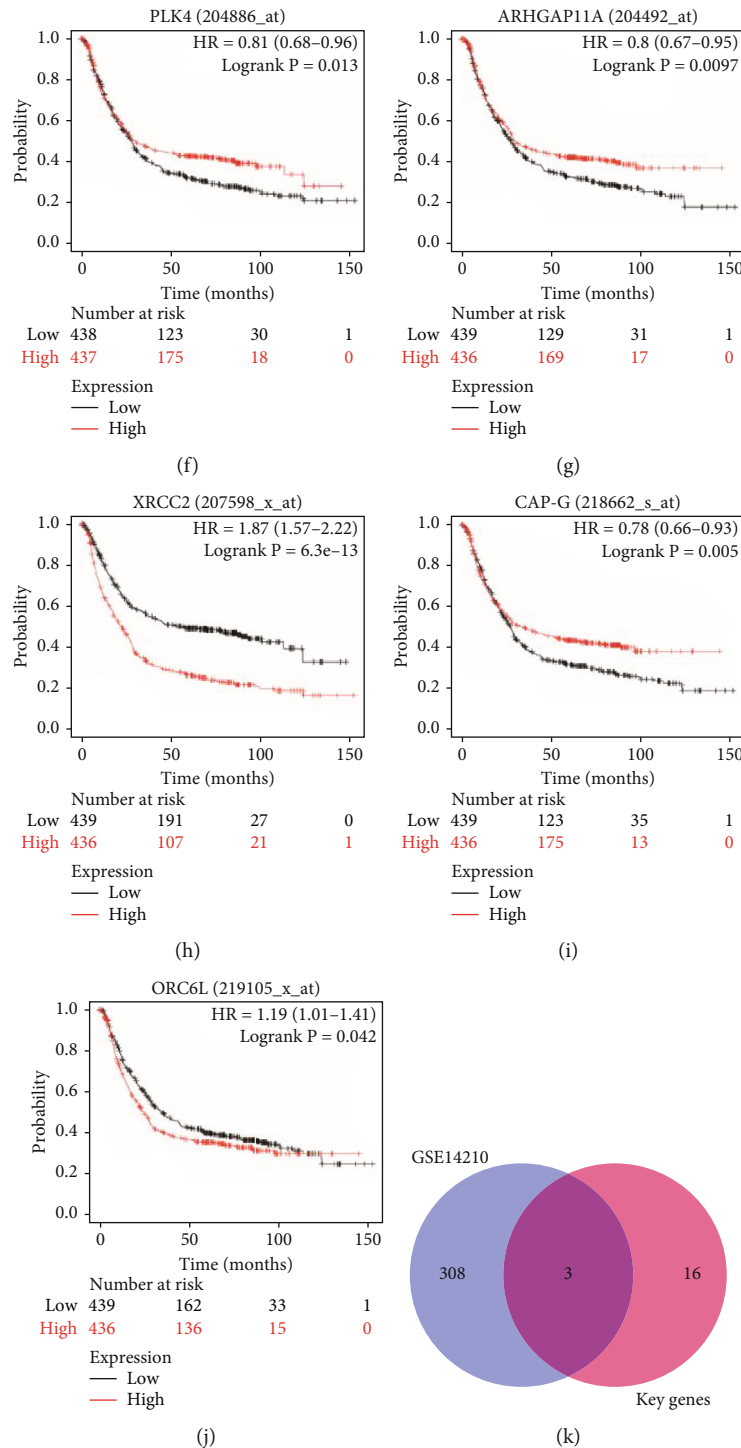 PLK4 (204886_at)
HR = 0.81 (0.68–0.96)
Logrank P = 0.013
Probability
1.0
0.8
0.6
0.4
0.2
0.0
0 50 100 150
Time (months)
Number at risk
Low 438 123 30 1
High 437 175 18 0
Expression
Low
High
(f)
ARHGAP11A (204492_at)
HR = 0.8 (0.67–0.95)
Logrank P = 0.0097
Probability
1.0
0.8
0.6
0.4
0.2
0.0
0 50 100 150
Time (months)
Number at risk
Low 439 129 31 1
High 436 169 17 0
Expression
Low
High
(g)
XRCC2 (207598_x_at)
HR = 1.87 (1.57–2.22)
Logrank P = 6.3e–13
Probability
1.0
0.8
0.6
0.4
0.2
0.0
0 50 100 150
Time (months)
Number at risk
Low 439 191 27 0
High 436 107 21 1
Expression
Low
High
(h)
CAP-G (218662_s_at)
HR = 0.78 (0.66–0.93)
Logrank P = 0.005
Probability
1.0
0.8
0.6
0.4
0.2
0.0
0 50 100 150
Time (months)
Number at risk
Low 439 123 35 1
High 436 175 13 0
Expression
Low
High
(i)
ORC6L (219105_x_at)
HR = 1.19 (1.01–1.41)
Logrank P = 0.042
Probability
1.0
0.8
0.6
0.4
0.2
0.0
0 50 100 150
Time (months)
Number at risk
Low 439 162 33 1
High 436 136 15 0
Expression
Low
High
(j)
GSE14210
308 3 16
Key genes
(k)